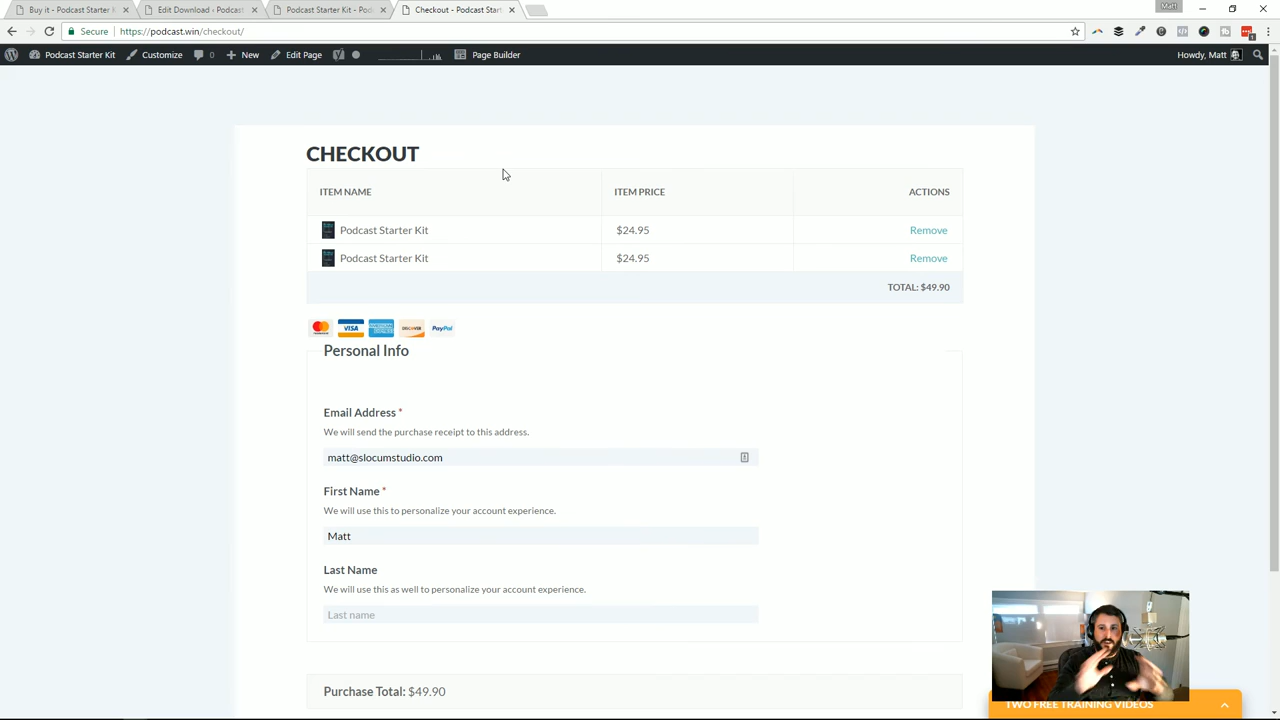 Buy it - Podcast Starter K
Edit Download ‹ Podcast
Podcast Starter Kit - Pod
Checkout - Podcast Star
Matt
Secure
https://podcast.win/checkout/
Podcast Starter Kit
Customize
0
New
Edit Page
Page Builder
Howdy, Matt
CHECKOUT
ITEM NAME
ITEM PRICE
ACTIONS
Podcast Starter Kit
$24.95
Remove
Podcast Starter Kit
$24.95
Remove
TOTAL: $49.90
VISA
DISCOVER
PayPal
Personal Info
Email Address *
We will send the purchase receipt to this address.
matt@slocumstudio.com
First Name *
We will use this to personalize your account experience.
Matt
Last Name
We will use this as well to personalize your account experience.
Last name
Purchase Total: $49.90
TWO FREE TRAINING VIDEOS